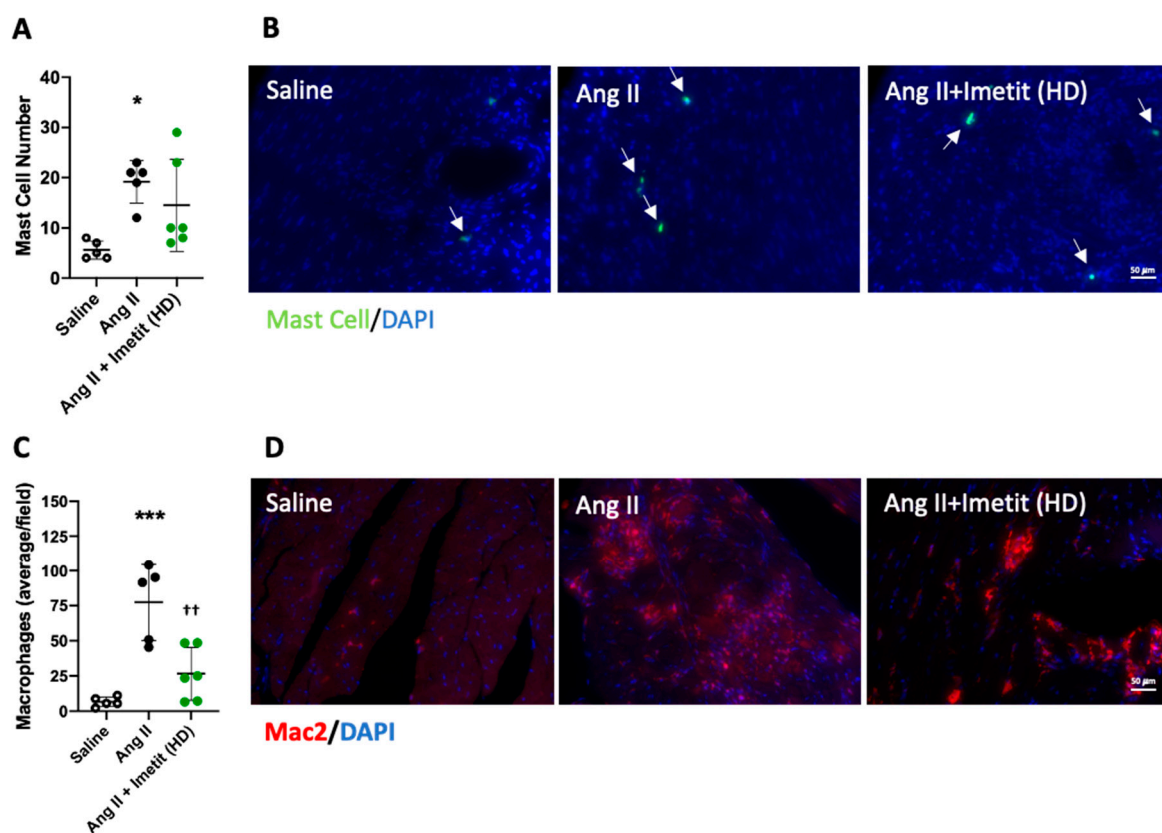 A
B
Mast Cell Number
40
30
20
10
0
*
Saline
Ang II
Ang II + Imetit (HD)
Saline
Ang II
Ang II+Imetit (HD)
50 µm
Mast Cell/DAPI
C
D
Macrophages (average/field)
150
125
100
75
50
25
0
***
††
Saline
Ang II
Ang II + Imetit (HD)
Saline
Ang II
Ang II+Imetit (HD)
50 µm
Mac2/DAPI